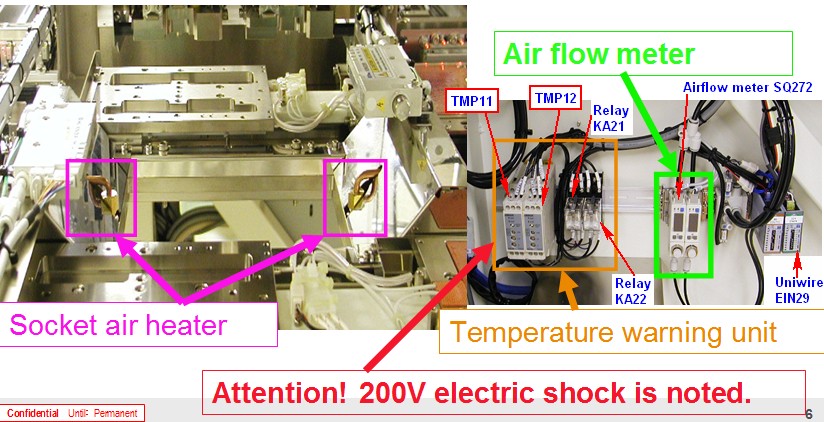 Air flow meter
Airflow meter SQ272
TMP11
TMP12
Relay
KA21
Relay
KA22
Uniwire
EIN29
Socket air heater
Temperature warning unit
Attention! 200V electric shock is noted.
Confidential Until: Permanent
6